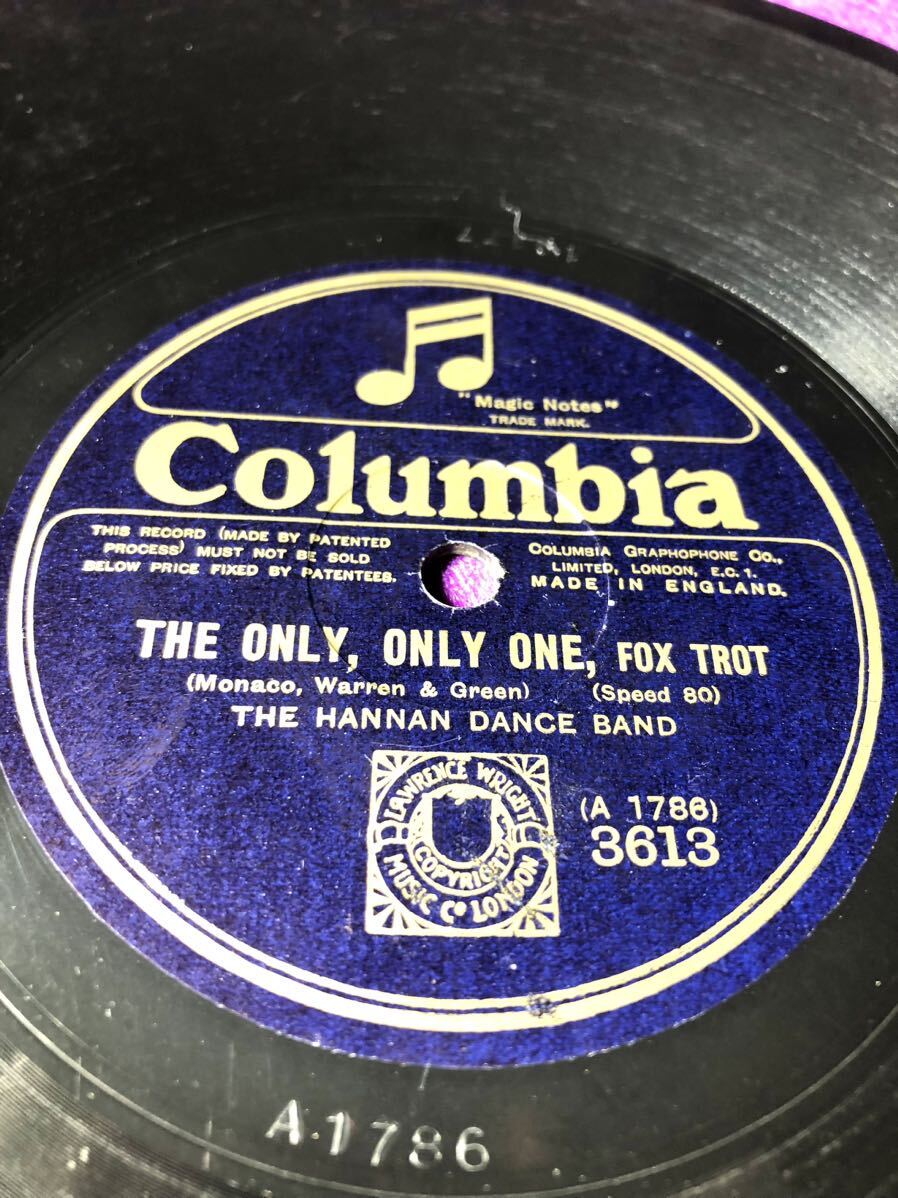 "Magic Notes"
TRADE MARK.
Columbia
THIS RECORD (MADE BY PATENTED
PROCESS) MUST NOT BE SOLD
BELOW PRICE FIXED BY PATENTEES.
COLUMBIA GRAPHOPHONE CO.,
LIMITED, LONDON, E.C.1.
MADE IN ENGLAND.
THE ONLY, ONLY ONE, FOX TROT
(Monaco, Warren & Green) (Speed 80)
THE HANNAN DANCE BAND
LAWRENCE WRIGHT
MUSIC Co LONDON
COPYRIGHT
(A 1786)
3613
A1786